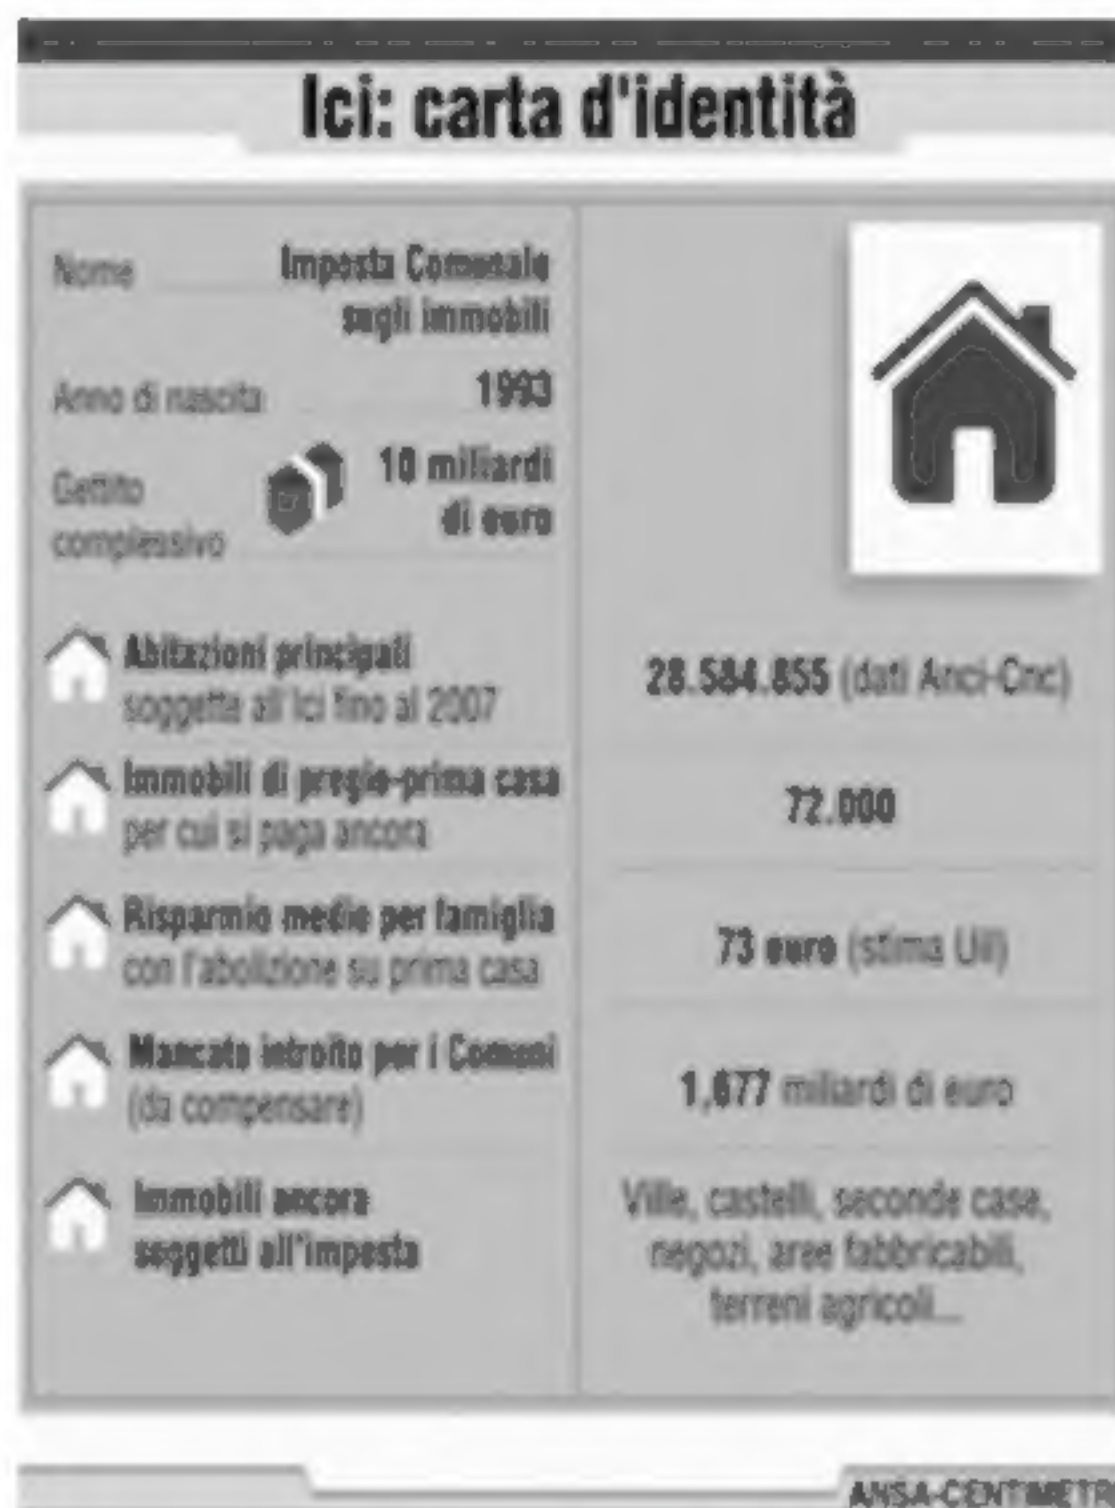 Ici: carta d'identità
Nome Imposta Comunale
sugli immobili
Anno di nascita 1993
Gettito
complessivo
10 miliardi
di euro
Abitazioni principali
soggette all'Ici fino al 2007
28.584.855 (dati Anci-Cnc)
Immobili di pregio-prima casa
per cui si paga ancora
72.000
Risparmio medio per famiglia
con l'abolizione su prima casa
73 euro (stima Uil)
Mancato introito per i Comuni
(da compensare)
miliardi di euro
Immobili ancora
soggetti all'imposta
Ville, castelli, seconde case,
negozi, aree fabbricabili,
terreni agricoli...
ANSA-CENTIMETR